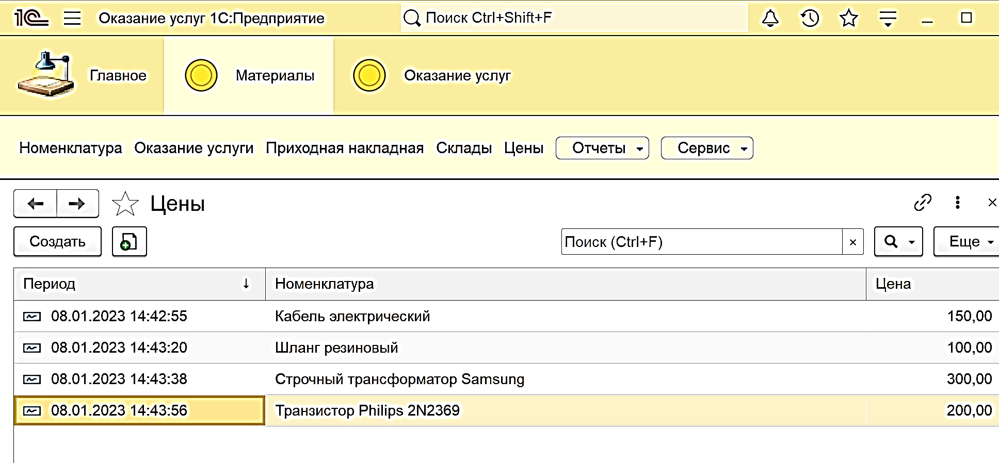 1С Оказание услуг 1С:Предприятие Поиск Ctrl+Shift+F
Главное Материалы Оказание услуг
Номенклатура Оказание услуги Приходная накладная Склады Цены Отчеты Сервис
Цены
Создать Поиск (Ctrl+F) × Еще
Период ↓ Номенклатура Цена
08.01.2023 14:42:55 Кабель электрический 150,00
08.01.2023 14:43:20 Шланг резиновый 100,00
08.01.2023 14:43:38 Строчный трансформатор Samsung 300,00
08.01.2023 14:43:56 Транзистор Philips 2N2369 200,00